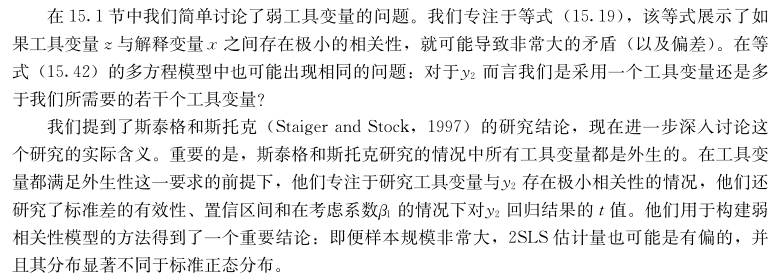 在 15.1 节中我们简单讨论了弱工具变量的问题。我们专注于等式（15.19），该等式展示了如
果工具变量 z 与解释变量 x 之间存在极小的相关性，就可能导致非常大的矛盾（以及偏差）。在等
式（15.42）的多方程模型中也可能出现相同的问题：对于y₂ 而言我们是采用一个工具变量还是多
于我们所需要的若干个工具变量？
我们提到了斯泰格和斯托克（Staiger and Stock，1997）的研究结论，现在进一步深入讨论这
个研究的实际含义。重要的是，斯泰格和斯托克研究的情况中所有工具变量都是外生的。在工具变
量都满足外生性这一要求的前提下，他们专注于研究工具变量与y₂ 存在极小相关性的情况，他们还
研究了标准差的有效性、置信区间和在考虑系数β₁ 的情况下对y₂ 回归结果的 t 值。他们用于构建弱
相关性模型的方法得到了一个重要结论：即便样本规模非常大，2SLS 估计量也可能是有偏的，并
且其分布显著不同于标准正态分布。